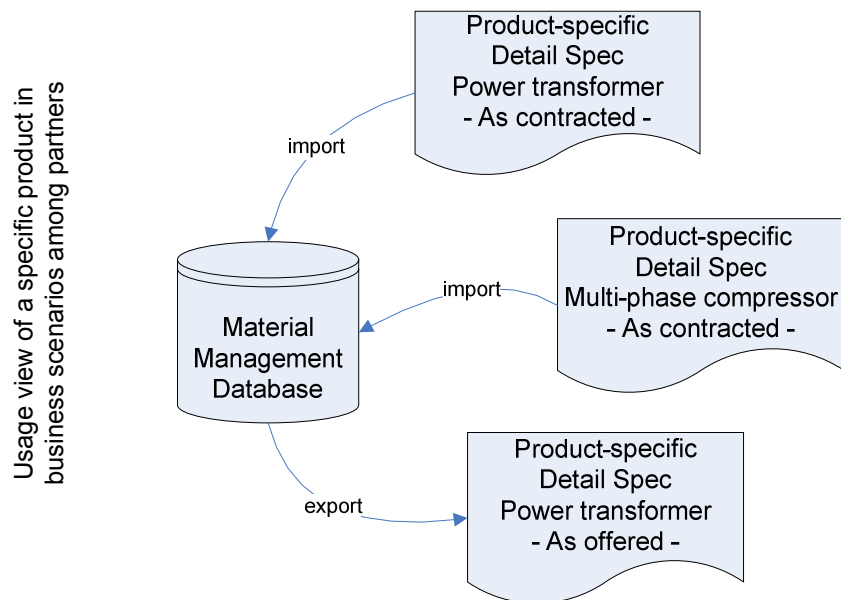 Usage view of a specific product in
business scenarios among partners
Product-specific
Detail Spec
Power transformer
- As contracted -
import
Product-specific
Detail Spec
Multi-phase compressor
- As contracted -
import
Material
Management
Database
export
Product-specific
Detail Spec
Power transformer
- As offered -